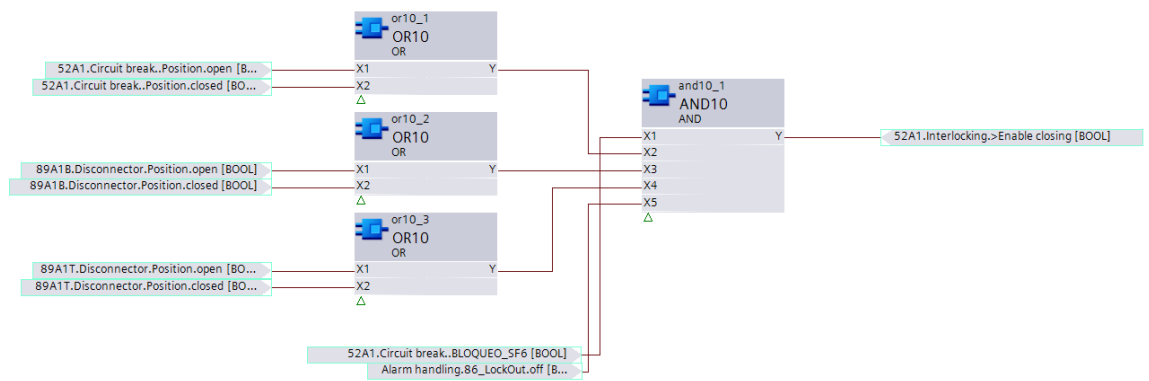 or10_1
OR10
OR
52A1.Circuit break..Position.open [B...
X1
Y
52A1.Circuit break..Position.closed [BO...
X2
and10_1
AND10
AND
or10_2
OR10
OR
X1
Y
52A1.Interlocking.>Enable closing [BOOL]
X2
89A1B.Disconnector.Position.open [BOOL]
X1
Y
X3
89A1B.Disconnector.Position.closed [BOOL]
X2
X4
X5
or10_3
OR10
OR
89A1T.Disconnector.Position.open [BO...
X1
Y
89A1T.Disconnector.Position.closed [BO...
X2
52A1.Circuit break..BLOQUEO_SF6 [BOOL]
Alarm handling.86_LockOut.off [B...